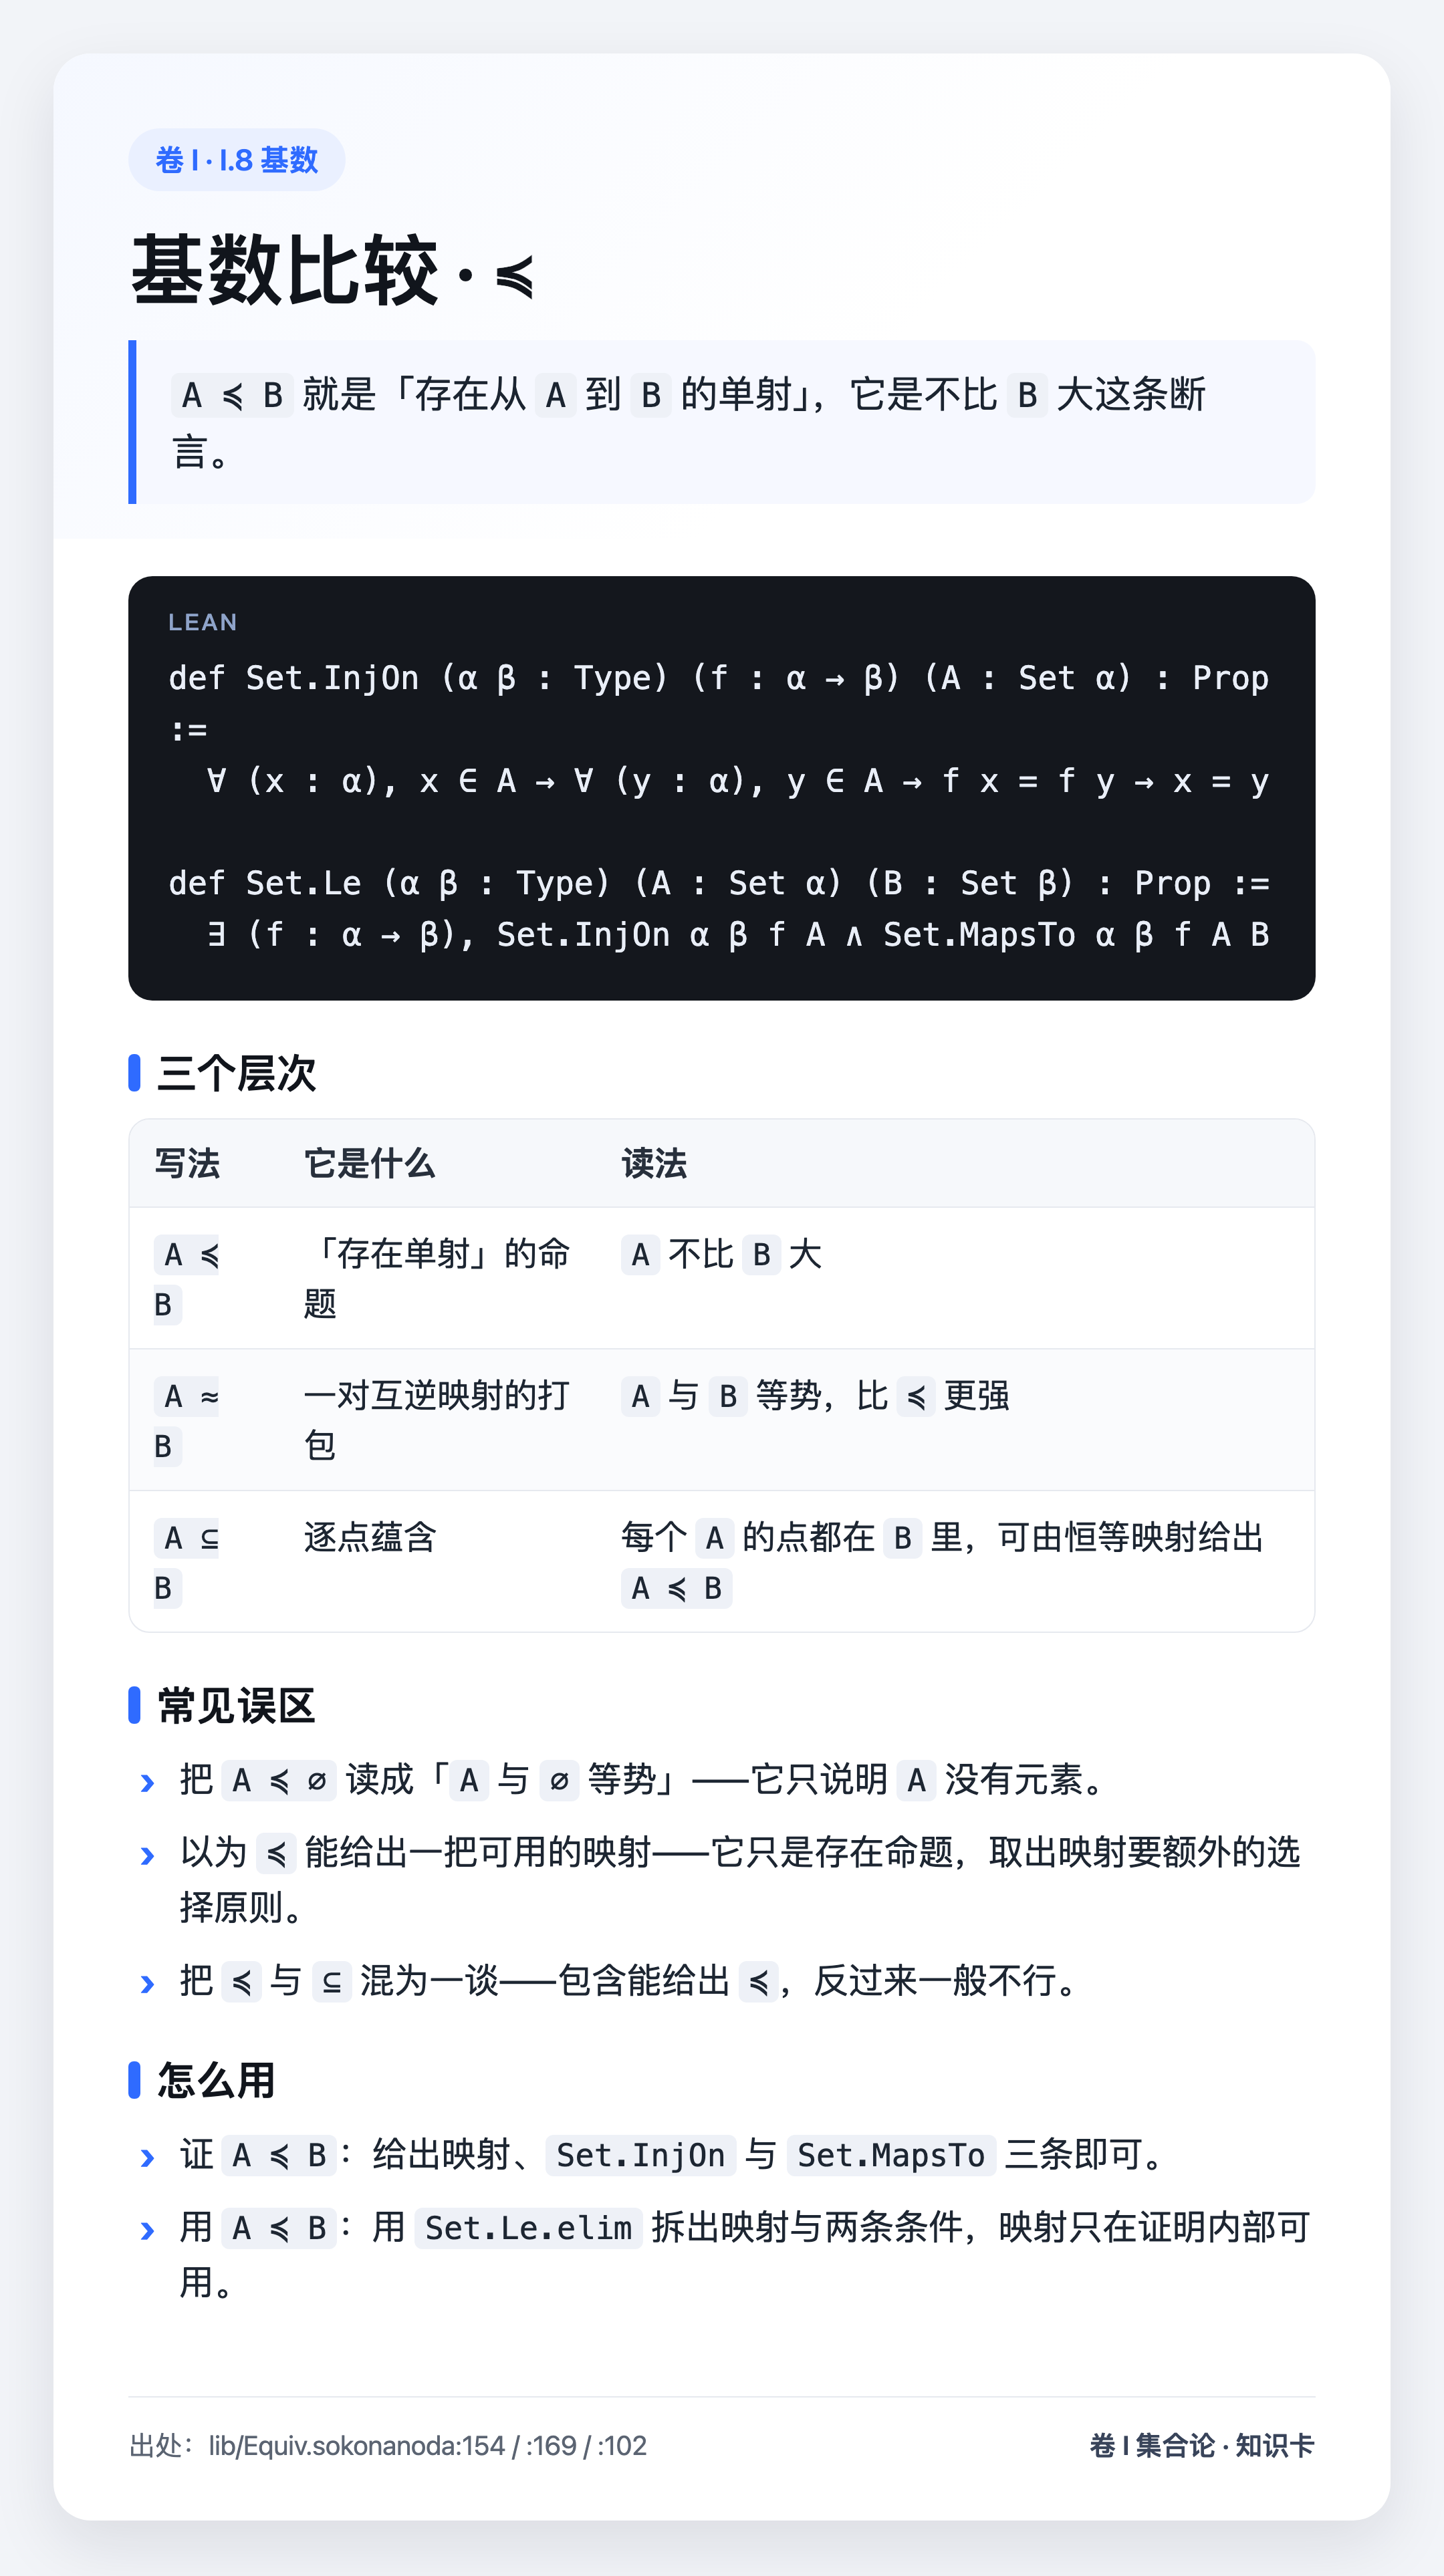 卷 I · I.8 基数
基数比较 · ≼
A ≼ B 就是「存在从 A 到 B 的单射」，它是不比 B 大这条断
言。
LEAN
def Set.InjOn (α β : Type) (f : α → β) (A : Set α) : Prop
:=
  ∀ (x : α), x ∈ A → ∀ (y : α), y ∈ A → f x = f y → x = y
def Set.Le (α β : Type) (A : Set α) (B : Set β) : Prop :=
  ∃ (f : α → β), Set.InjOn α β f A ∧ Set.MapsTo α β f A B
三个层次
写法 它是什么 读法
A ≼ 「存在单射」的命 A 不比 B 大
B 题
A ≈ 一对互逆映射的打 A 与 B 等势，比 ≼ 更强
B 包
A ⊆ 逐点蕴含 每个 A 的点都在 B 里，可由恒等映射给出
B A ≼ B
常见误区
› 把 A ≼ ∅ 读成「A 与 ∅ 等势」——它只说明 A 没有元素。
› 以为 ≼ 能给出一把可用的映射——它只是存在命题，取出映射要额外的选
择原则。
› 把 ≼ 与 ⊆ 混为一谈——包含能给出 ≼，反过来一般不行。
怎么用
› 证 A ≼ B：给出映射、Set.InjOn 与 Set.MapsTo 三条即可。
› 用 A ≼ B：用 Set.Le.elim 拆出映射与两条条件，映射只在证明内部可
用。
出处：lib/Equiv.sokonanoda:154 / :169 / :102 卷 I 集合论 · 知识卡